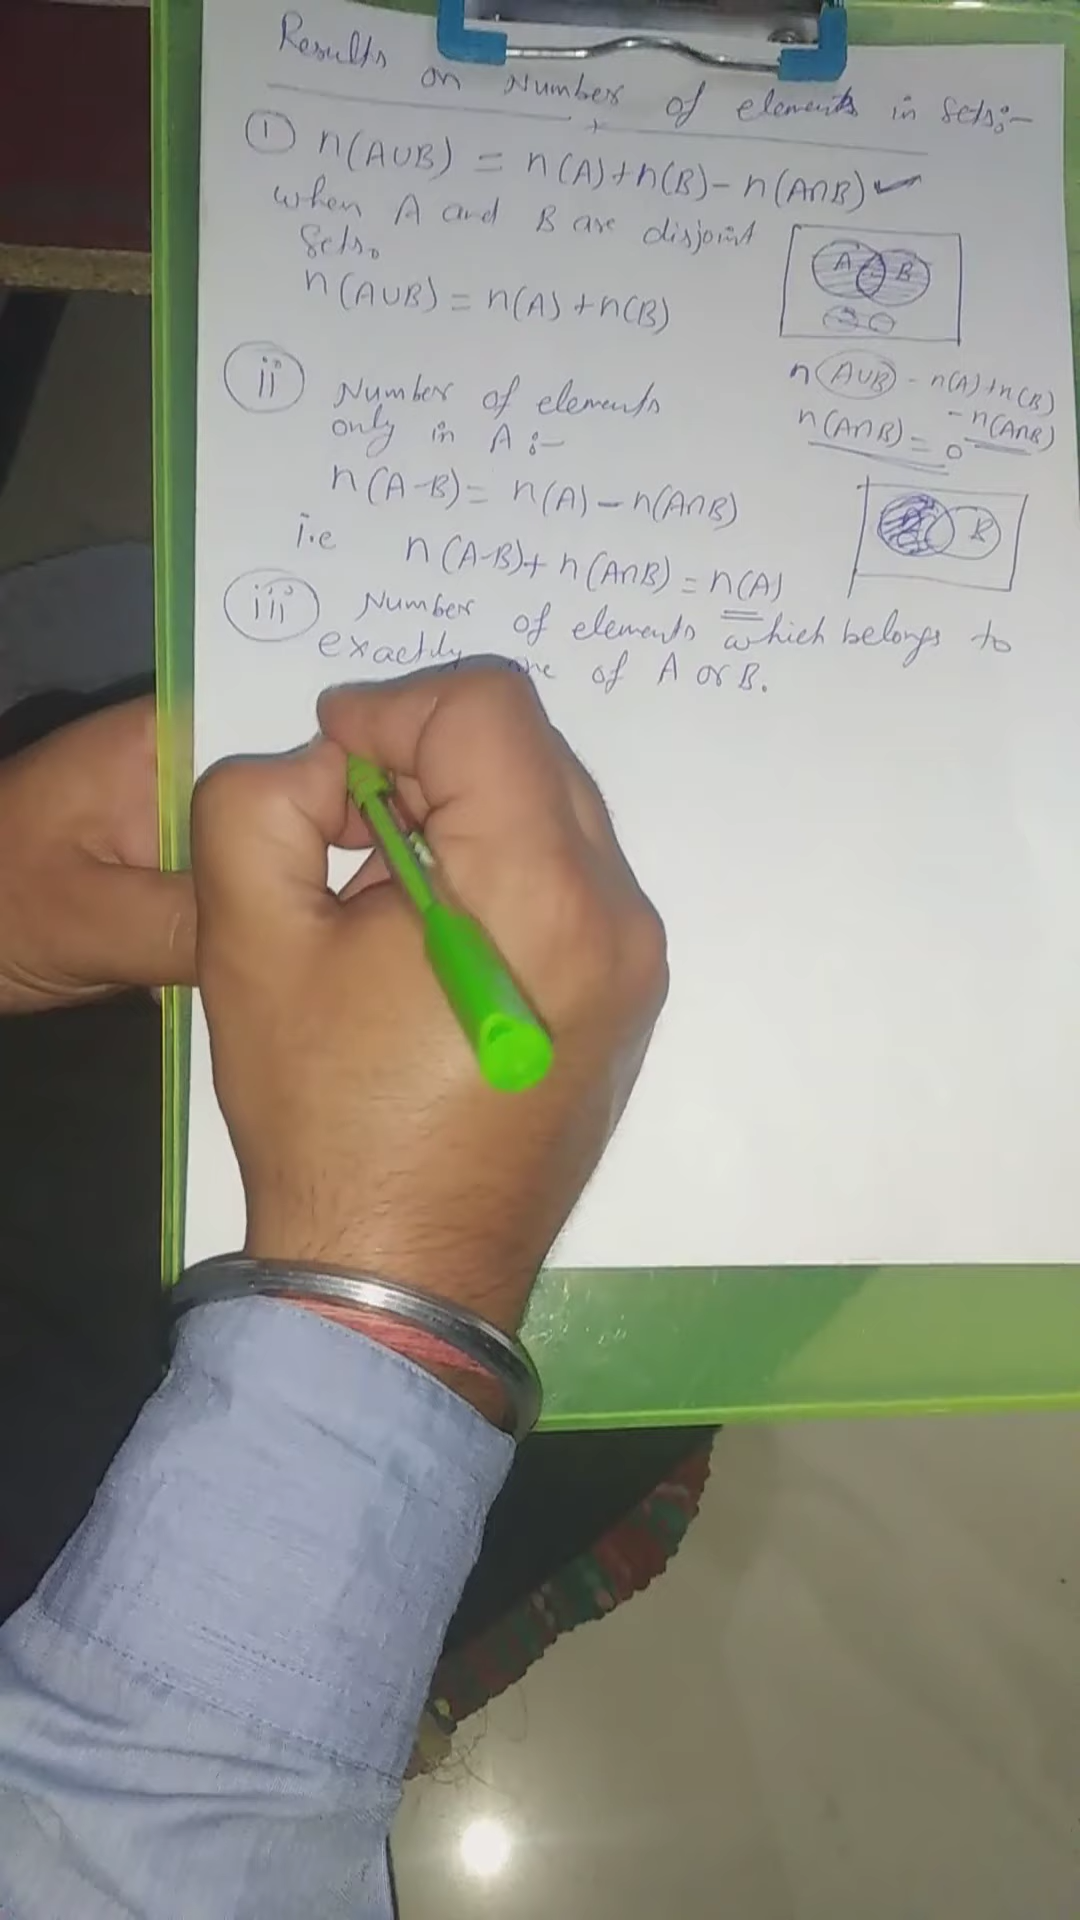 Results on Number of elements in sets:-
① n(A∪B) = n(A)+n(B)- n(A∩B) ✓
when A and B are disjoint
Sets.
n(A∪B) = n(A)+n(B)
A B
n(A∪B) - n(A)+n(B)
- n(A∩B)
n(A∩B) = 0
ii Number of elements
only in A :-
n(A-B) = n(A) - n(A∩B)
B
i.e n(A-B)+ n(A∩B) = n(A)
iii Number of elements which belongs to
exactly of A or B.